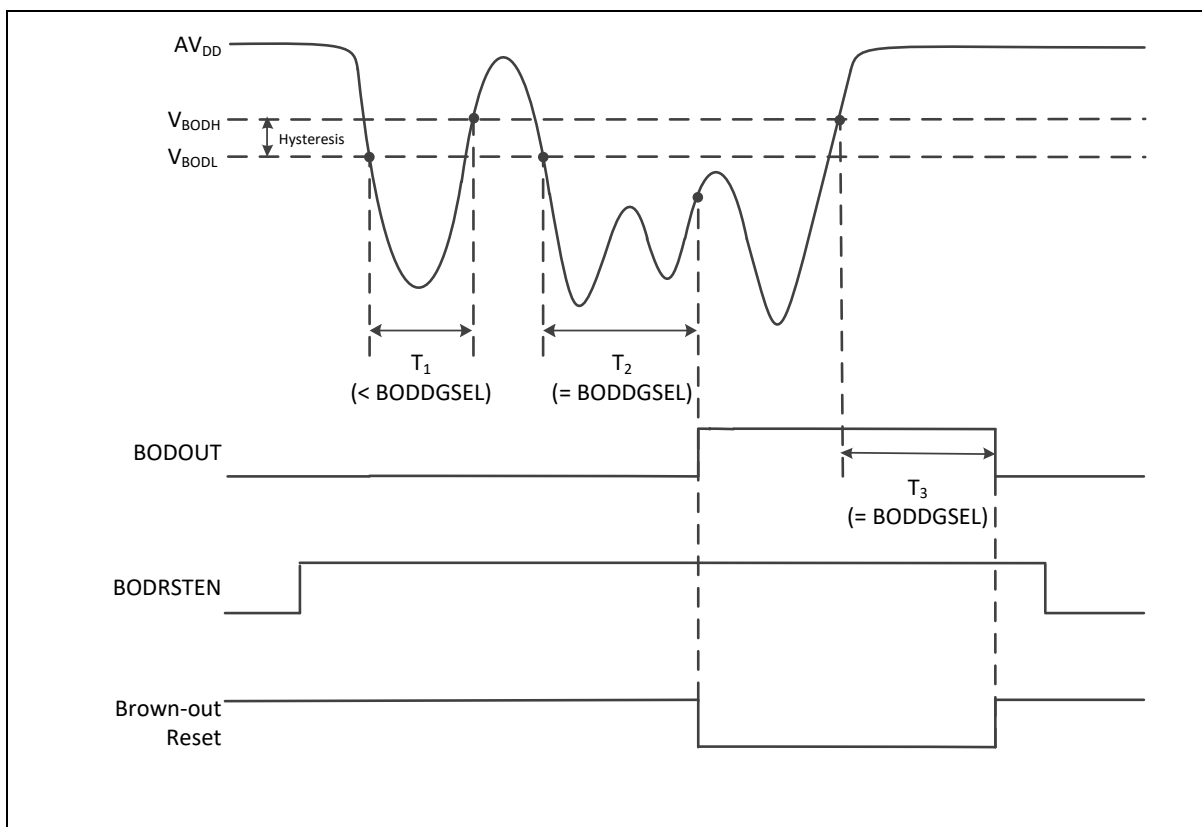 AVDD
VBODH
Hysteresis
VBODL
T1
(< BODDGSEL)
T2
(= BODDGSEL)
BODOUT
T3
(= BODDGSEL)
BODRSTEN
Brown-out
Reset